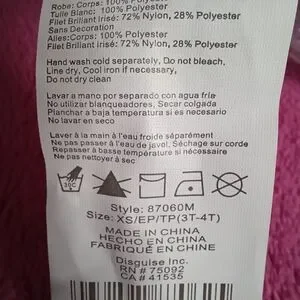 Robe: Corps: 100% Polyester
Tulle Blanc: 100% Polyester
Filet Brillant Irisé: 72% Nylon, 28% Polyester
Sans Decoration
Ailes:Corps: 100% Polyester
Filet Brillant Irisé: 72% Nylon, 28% Polyester
Hand wash cold separately, Do not bleach.
Line dry, Cool iron if necessary,
Do not dry clean
Lavar a mano por separado con agua fría
No utilizar blanqueadores, Secar colgada
Planchar a baja temperatura si es necesario
No lavar en seco
Laver à la main à l'eau froide séparément
Ne pas passer à l'eau de javel, Séchage sur corde
Repasser à basse température si nécessaire
Ne pas nettoyer à sec
30C
Style: 87060M
Size: XS/EP/TP(3T-4T)
MADE IN CHINA
HECHO EN CHINA
FABRIQUÉ EN CHINE
Disguise Inc.
RN # 75092
CA # 41535